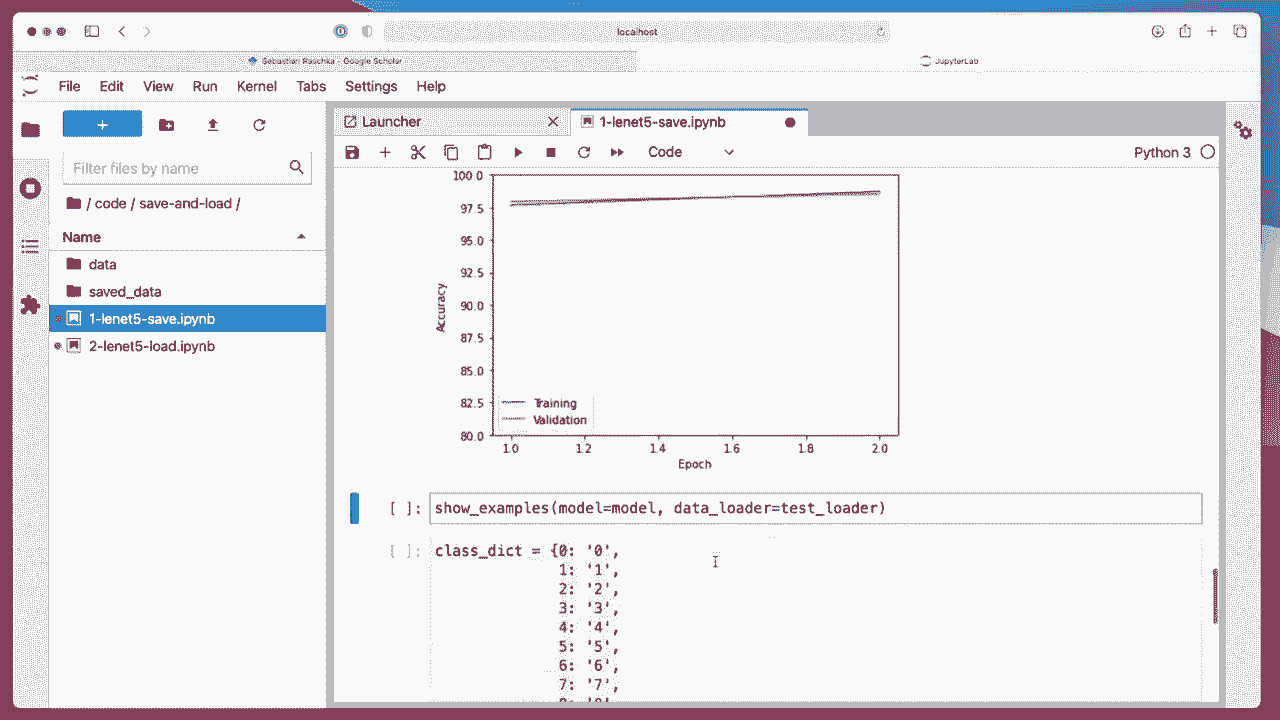 localhost
Sebastian Raschka - Google Scholar
JupyterLab
File Edit View Run Kernel Tabs Settings Help
+
Launcher
1-lenet5-save.ipynb
Filter files by name
Code
Python 3
/ code / save-and-load /
Name
data
saved_data
1-lenet5-save.ipynb
2-lenet5-load.ipynb
100.0
97.5
95.0
92.5
90.0
87.5
85.0
82.5
80.0
Accuracy
Training
Validation
1.0 1.2 1.4 1.6 1.8 2.0
Epoch
[ ]: show_examples(model=model, data_loader=test_loader)
[ ]: class_dict = {0: '0',
1: '1',
2: '2',
3: '3',
4: '4',
5: '5',
6: '6',
7: '7',